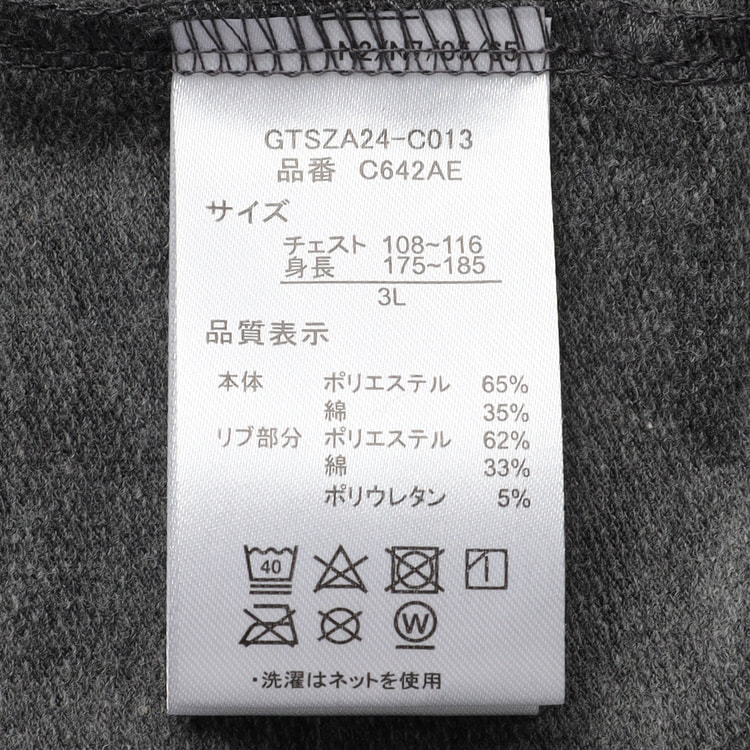 GTSZA24-C013
品番 C642AE
サイズ
チェスト 108~116
身長 175~185
3L
品質表示
本体 ポリエステル 65%
綿 35%
リブ部分 ポリエステル 62%
綿 33%
ポリウレタン 5%
40
W
・洗濯はネットを使用